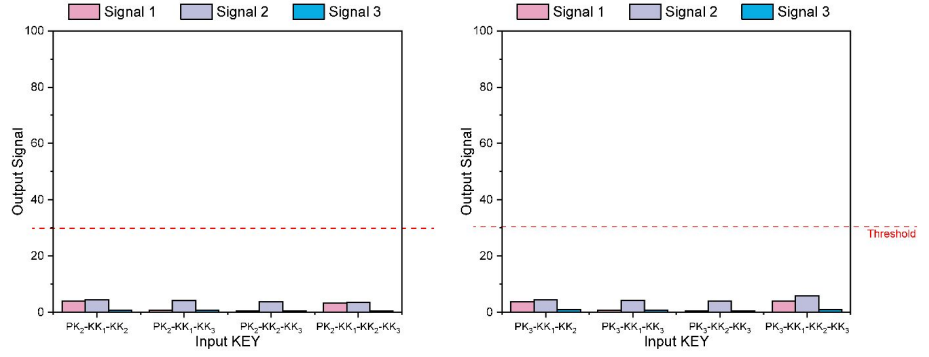 Signal 1 Signal 2 Signal 3
100
80
60
40
20
0
Output Signal
PK₂-KK₁-KK₂ PK₂-KK₁-KK₃ PK₂-KK₂-KK₃ PK₂-KK₁-KK₂-KK₃
Input KEY
Signal 1 Signal 2 Signal 3
100
80
60
40
20
0
Output Signal
Threshold
PK₃-KK₁-KK₂ PK₃-KK₁-KK₃ PK₃-KK₂-KK₃ PK₃-KK₁-KK₂-KK₃
Input KEY